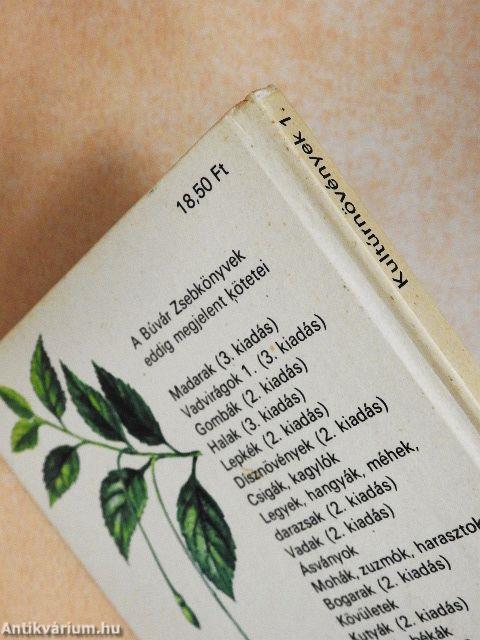 Kultúrnövények 1.
18,50 Ft
A Búvár Zsebkönyvek
eddig megjelent kötetei
Madarak (3. kiadás)
Vadvirágok 1. (3. kiadás)
Gombák (2. kiadás)
Halak (3. kiadás)
Lepkék (2. kiadás)
Dísznövények (2. kiadás)
Csigák, kagylók
Legyek, hangyák, méhek,
darazsak (2. kiadás)
Vadak (2. kiadás)
Ásványok
Mohák, zuzmók, harasztok
Bogarak (2. kiadás)
Kövületek
Kutyák (2. kiadás)
békák
Antikvárium.hu